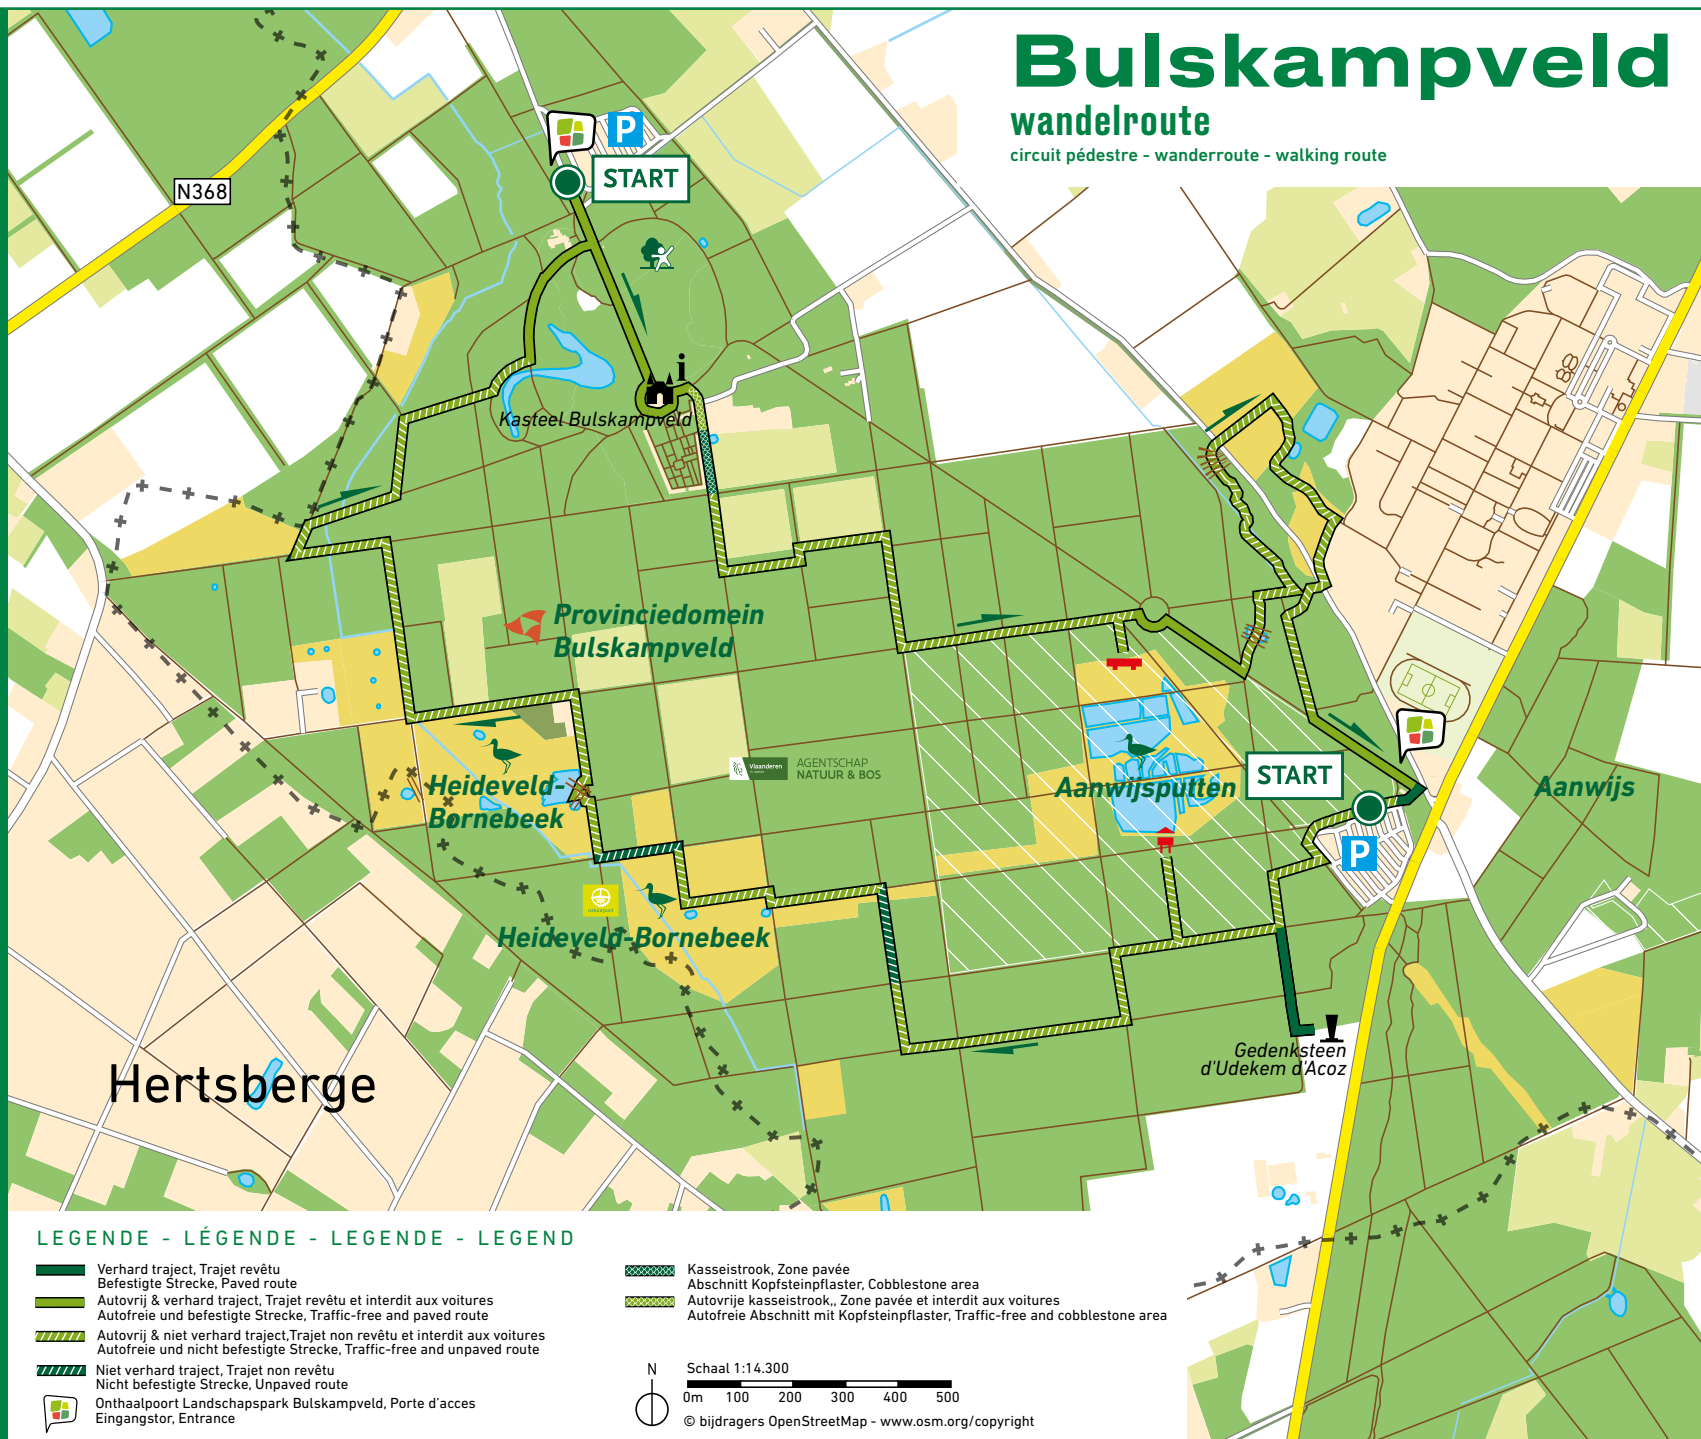 Bulskampveld
wandelroute
circuit pédestre - wanderroute - walking route
P
START
N368
i
Kasteel Bulskampveld
Provinciedomein
Bulskampveld
Vlaanderen
AGENTSCHAP
NATUUR & BOS
Heideveld-
Bornebeek
Aanwijsputten
START
Aanwijs
P
natuurpunt
Heideveld-Bornebeek
Gedenksteen
d'Udekem d'Acoz
Hertsberge
LEGENDE - LÉGENDE - LEGENDE - LEGEND
Verhard traject, Trajet revêtu
Befestigte Strecke, Paved route
Autovrij & verhard traject, Trajet revêtu et interdit aux voitures
Autofreie und befestigte Strecke, Traffic-free and paved route
Autovrij & niet verhard traject,Trajet non revêtu et interdit aux voitures
Autofreie und nicht befestigte Strecke, Traffic-free and unpaved route
Niet verhard traject, Trajet non revêtu
Nicht befestigte Strecke, Unpaved route
Onthaalpoort Landschapspark Bulskampveld, Porte d'acces
Eingangstor, Entrance
Kasseistrook, Zone pavée
Abschnitt Kopfsteinpflaster, Cobblestone area
Autovrije kasseistrook,, Zone pavée et interdit aux voitures
Autofreie Abschnitt mit Kopfsteinpflaster, Traffic-free and cobblestone area
N
Schaal 1:14.300
0m 100 200 300 400 500
© bijdragers OpenStreetMap - www.osm.org/copyright